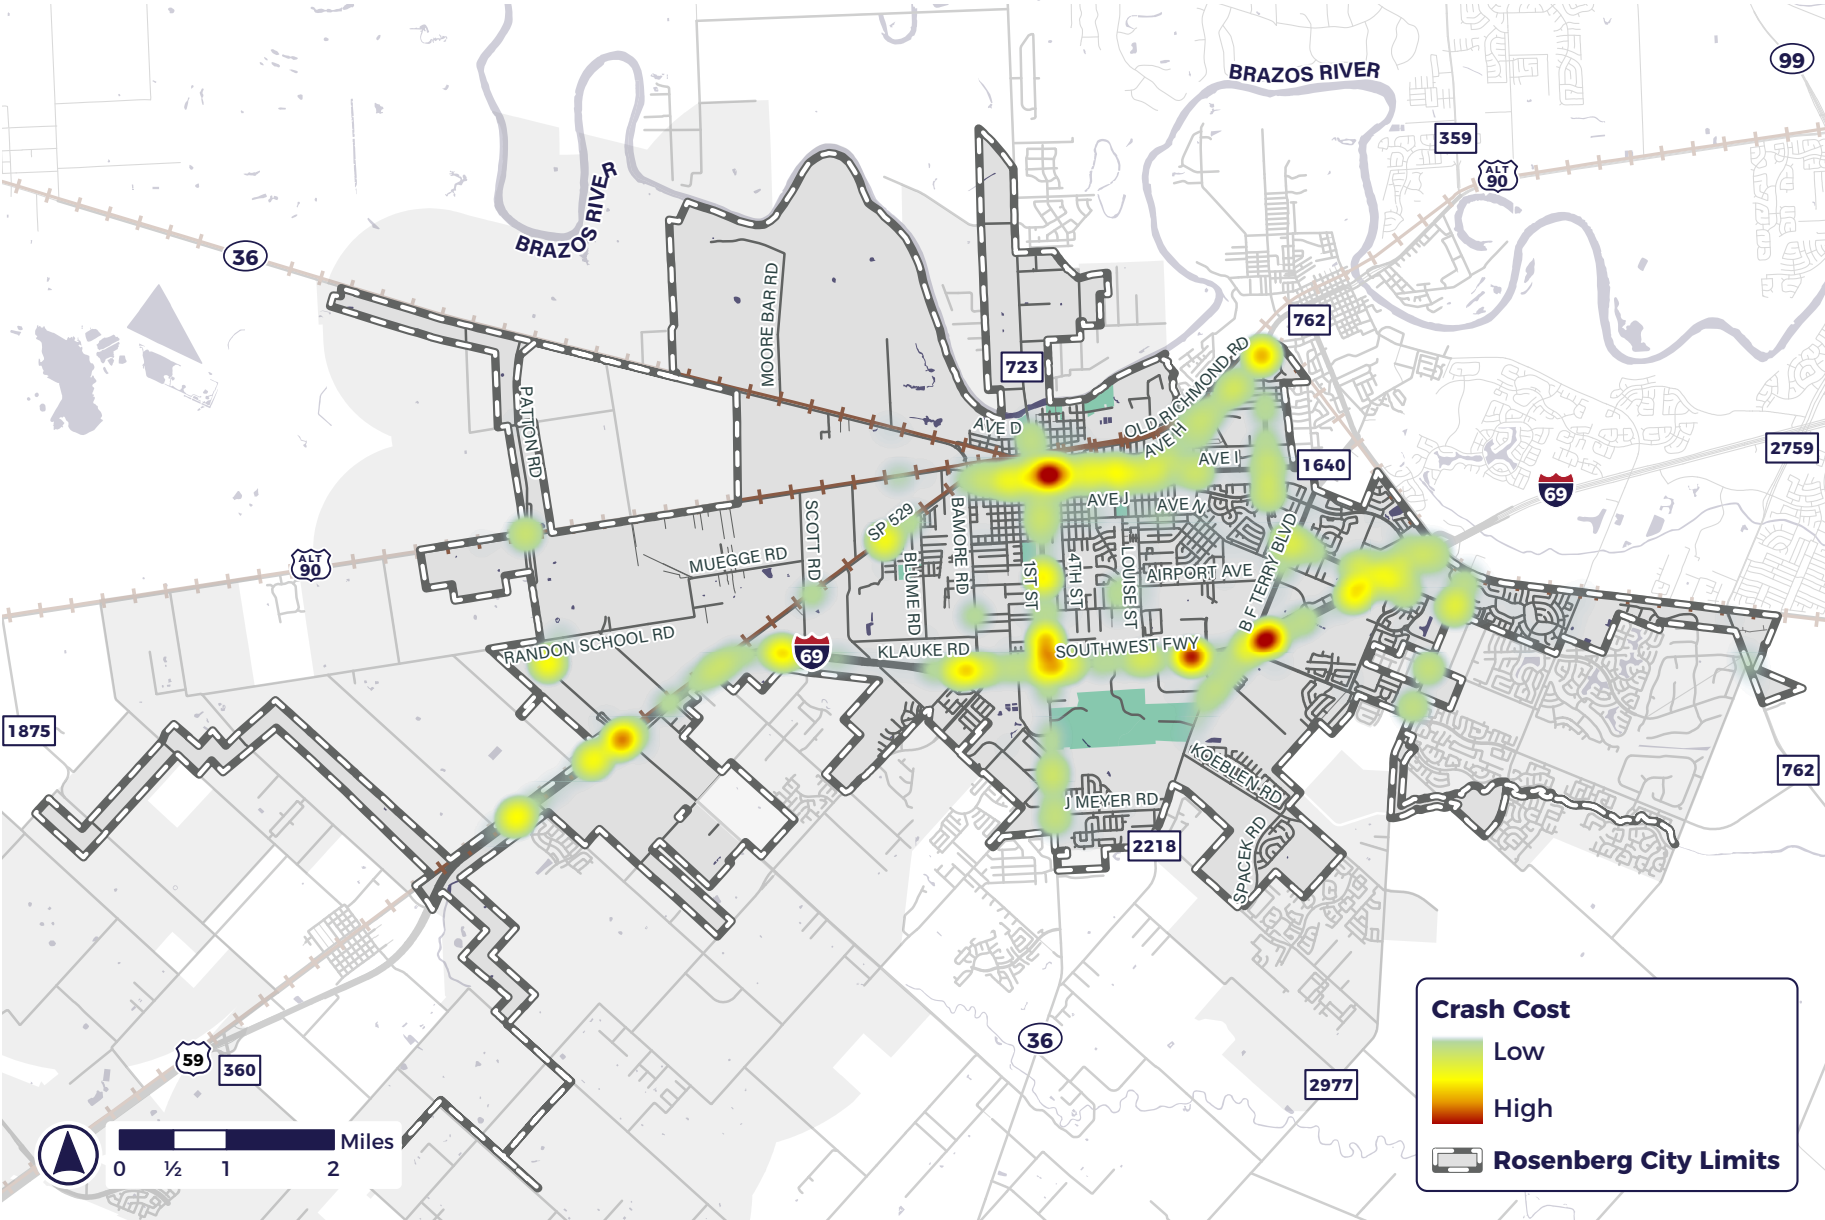 BRAZOS RIVER
99
359
ALT
90
BRAZOS RIVER
36
MOORE BAR RD
762
723
OLD RICHMOND RD
AVE D
AVE H
PATTON RD
AVE I
1640
2759
69
AVE J
AVE N
SP 529
SCOTT RD
BAMORE RD
B F TERRY BLVD
ALT
90
MUEGGE RD
BLUME RD
1ST ST
4TH ST
LOUISE ST
AIRPORT AVE
RANDON SCHOOL RD
69
KLAUKE RD
SOUTHWEST FWY
1875
KOEBLEN RD
762
J MEYER RD
2218
SPACEK RD
36
59
360
2977
Crash Cost
Low
High
Rosenberg City Limits
Miles
0 ½ 1 2